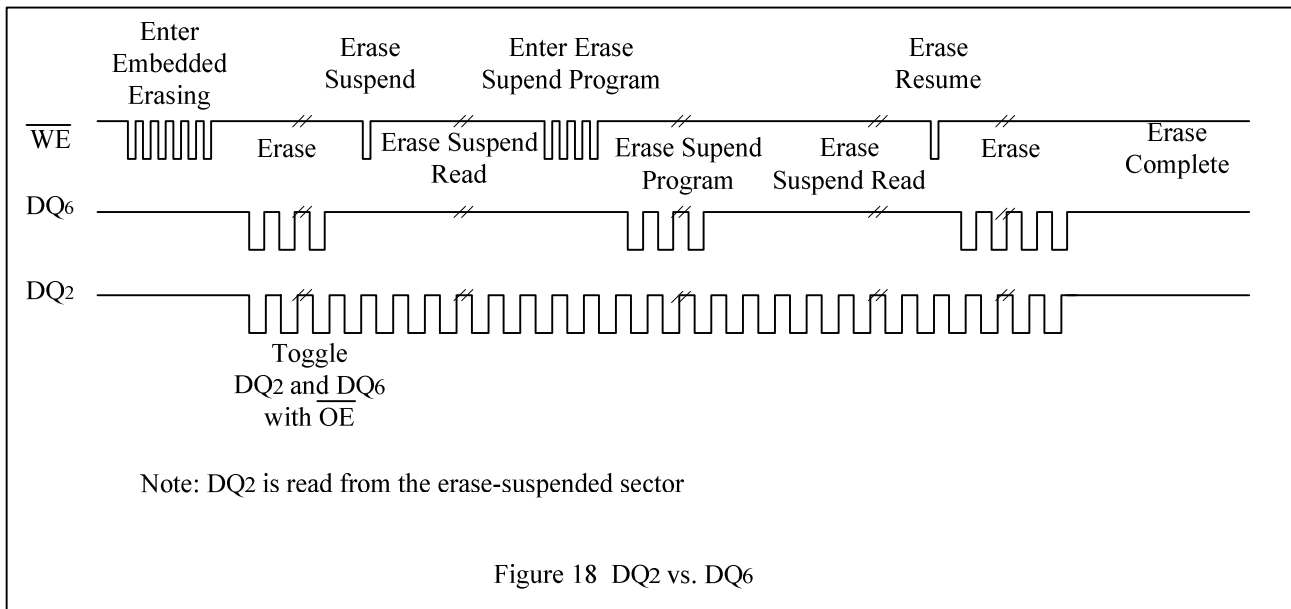 Enter
Embedded
Erasing
Erase
Suspend
Enter Erase
Supend Program
Erase
Resume
WE
Erase
Erase Suspend
Read
Erase Supend
Program
Erase
Suspend Read
Erase
Erase
Complete
DQ6
DQ2
Toggle
DQ2 and DQ6
with OE
Note: DQ2 is read from the erase-suspended sector
Figure 18 DQ2 vs. DQ6